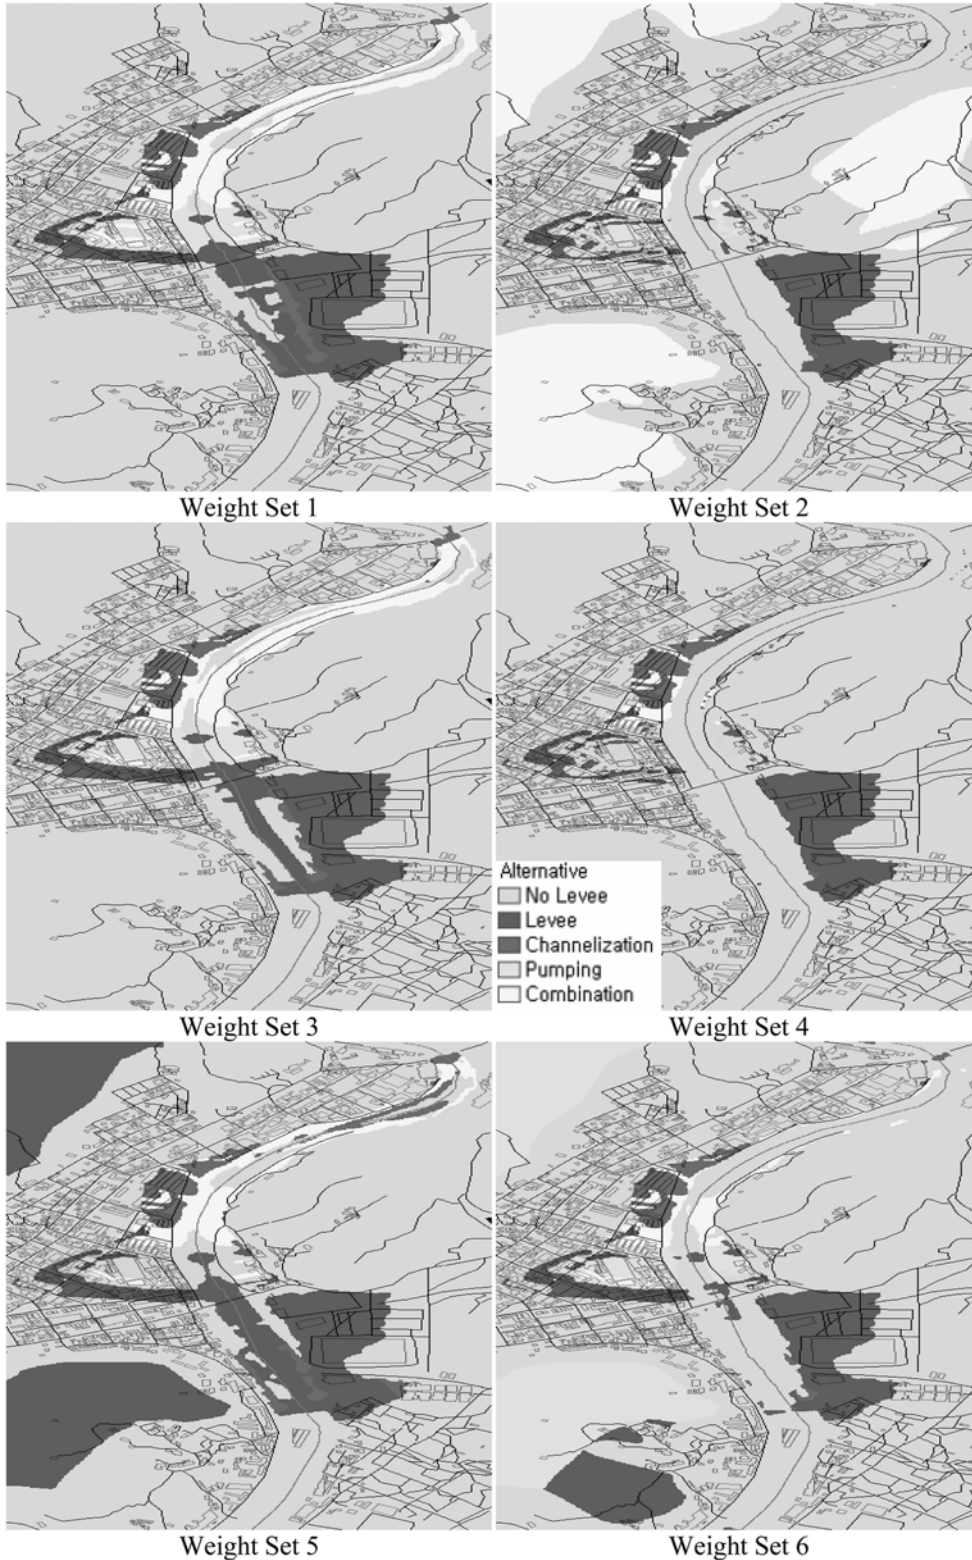 Weight Set 1
Weight Set 2
Alternative
No Levee
Levee
Channelization
Pumping
Combination
Weight Set 3
Weight Set 4
Weight Set 5
Weight Set 6